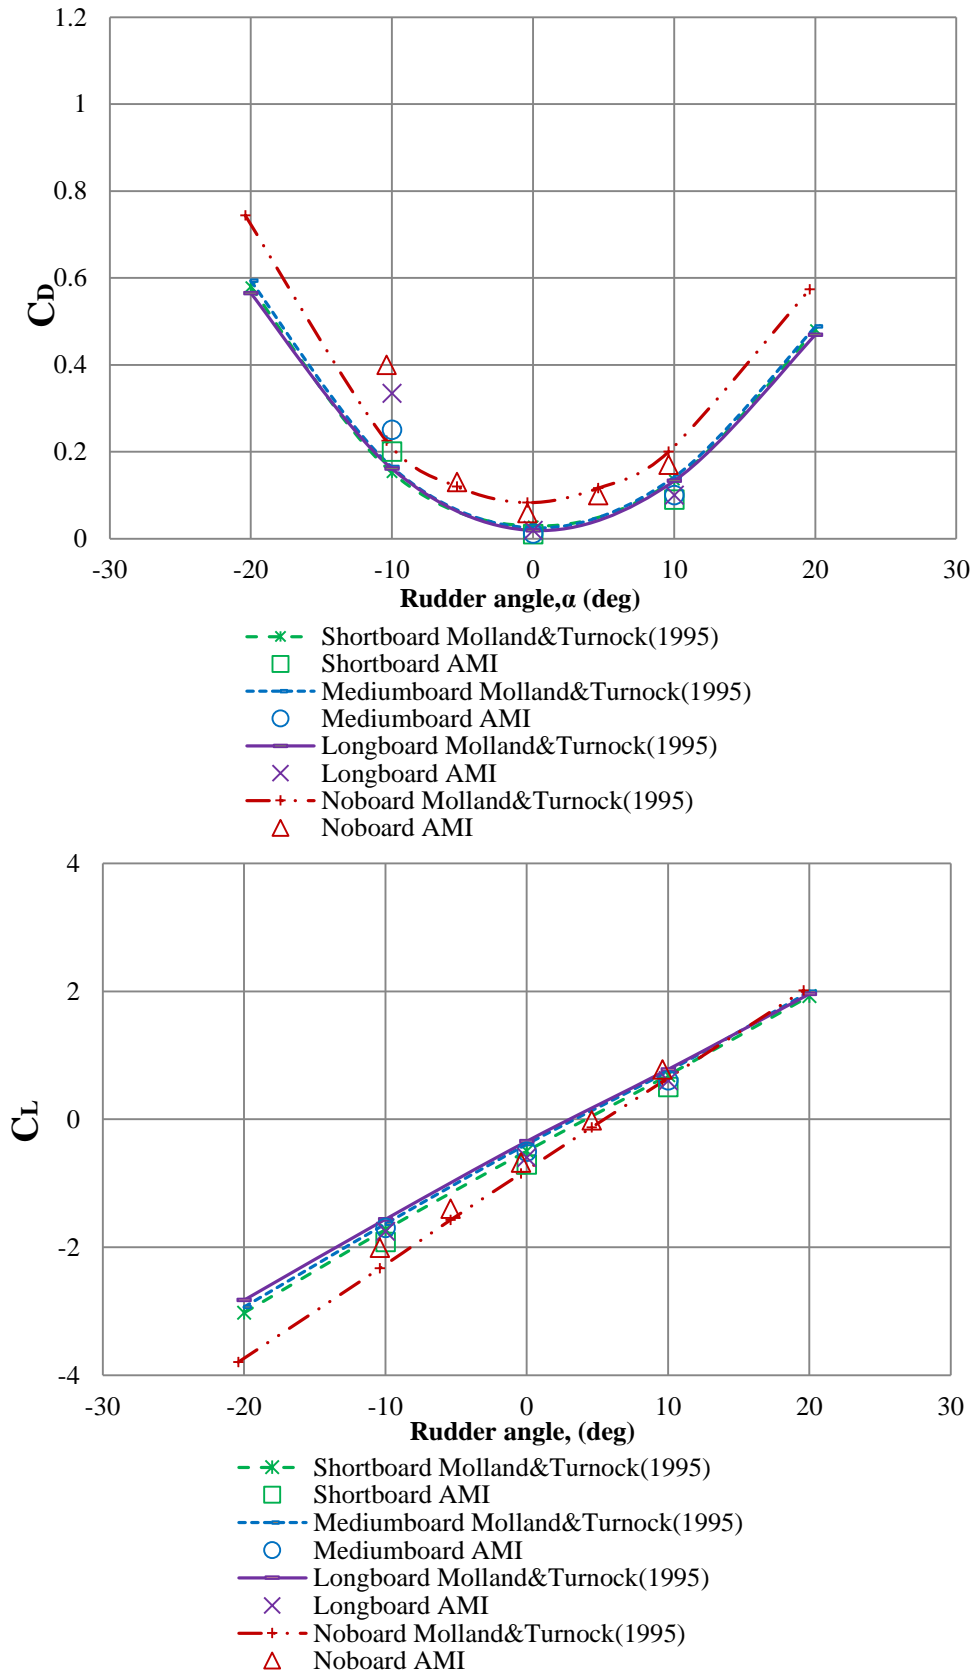 1.2
1
0.8
0.6
0.4
0.2
0
C_D
-30 -20 -10 0 10 20 30
Rudder angle,α (deg)
Shortboard Molland&Turnock(1995)
Shortboard AMI
Mediumboard Molland&Turnock(1995)
Mediumboard AMI
Longboard Molland&Turnock(1995)
Longboard AMI
Noboard Molland&Turnock(1995)
Noboard AMI
4
2
0
-2
-4
C_L
-30 -20 -10 0 10 20 30
Rudder angle, (deg)
Shortboard Molland&Turnock(1995)
Shortboard AMI
Mediumboard Molland&Turnock(1995)
Mediumboard AMI
Longboard Molland&Turnock(1995)
Longboard AMI
Noboard Molland&Turnock(1995)
Noboard AMI